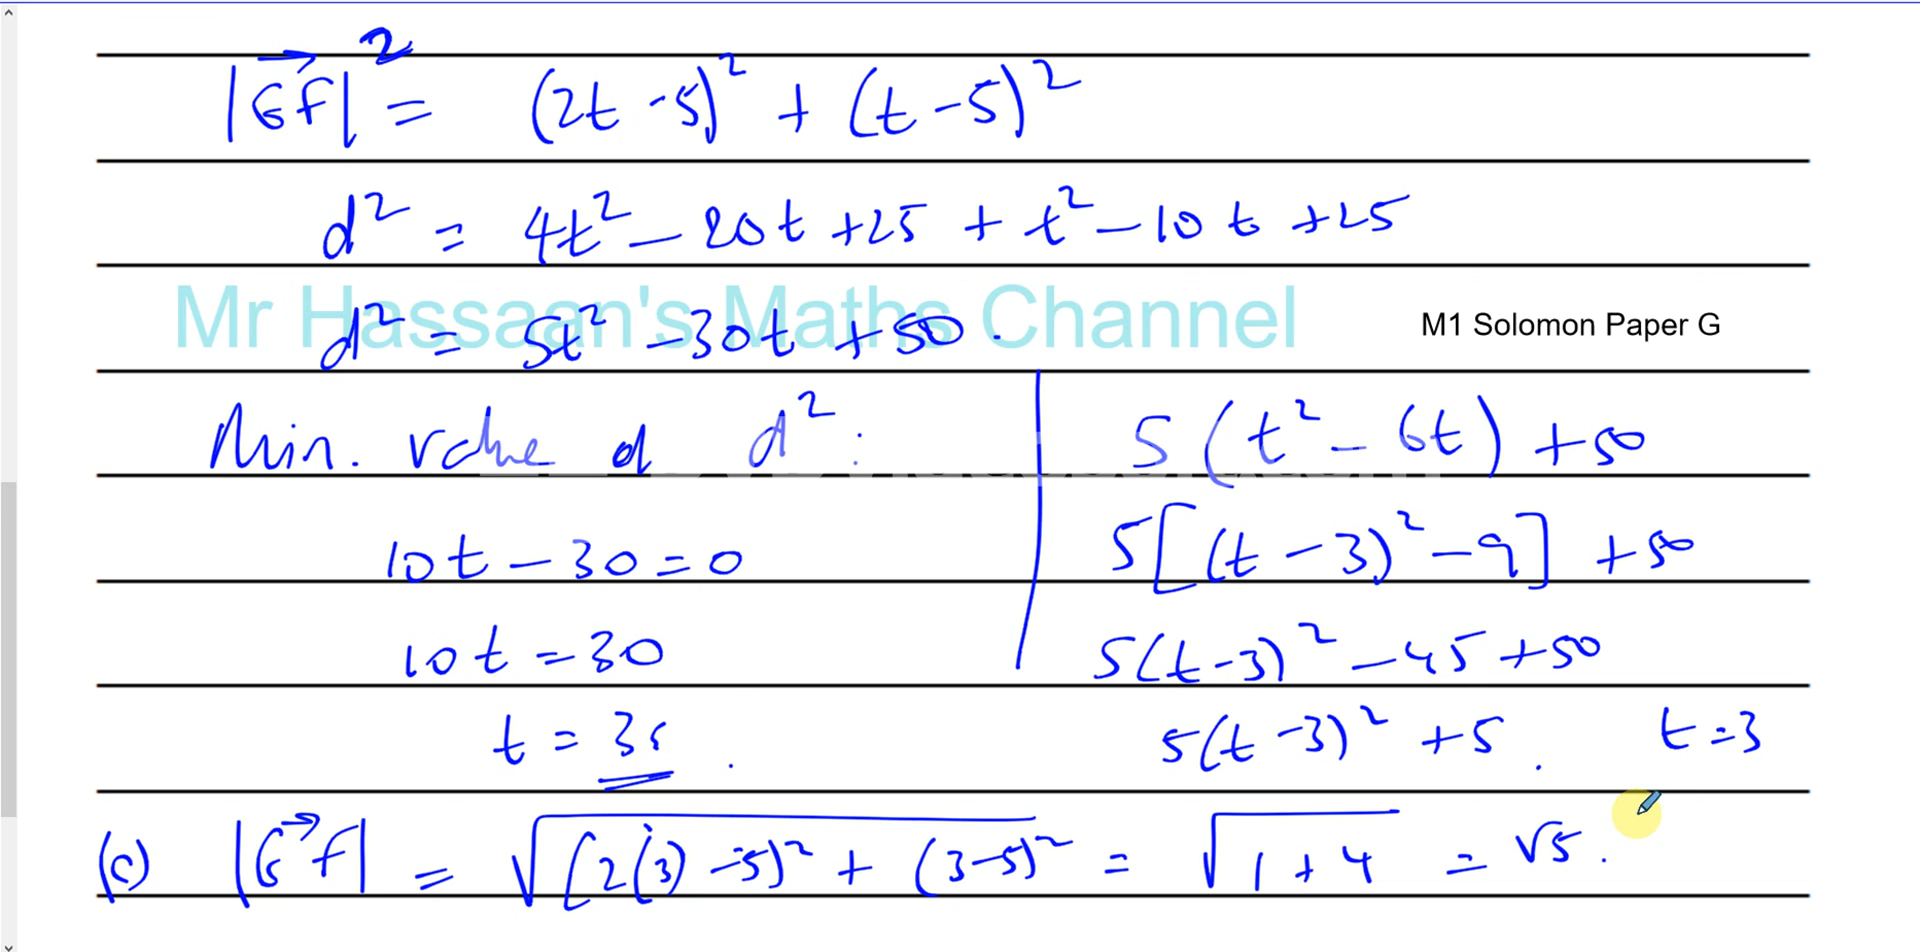 |GF|² = (2t - 5)² + (t - 5)²
d² = 4t² - 20t + 25 + t² - 10t + 25
Mr Hassaan's Maths Channel
M1 Solomon Paper G
d² = 5t² - 30t + 50.
Min. value of d² :
10t - 30 = 0
10t = 30
t = 3s.
5(t² - 6t) + 50
5[(t - 3)² - 9] + 50
5(t - 3)² - 45 + 50
5(t - 3)² + 5. t = 3
(c) |GF| = √(2(3) - 5)² + (3 - 5)² = √1 + 4 = √5.